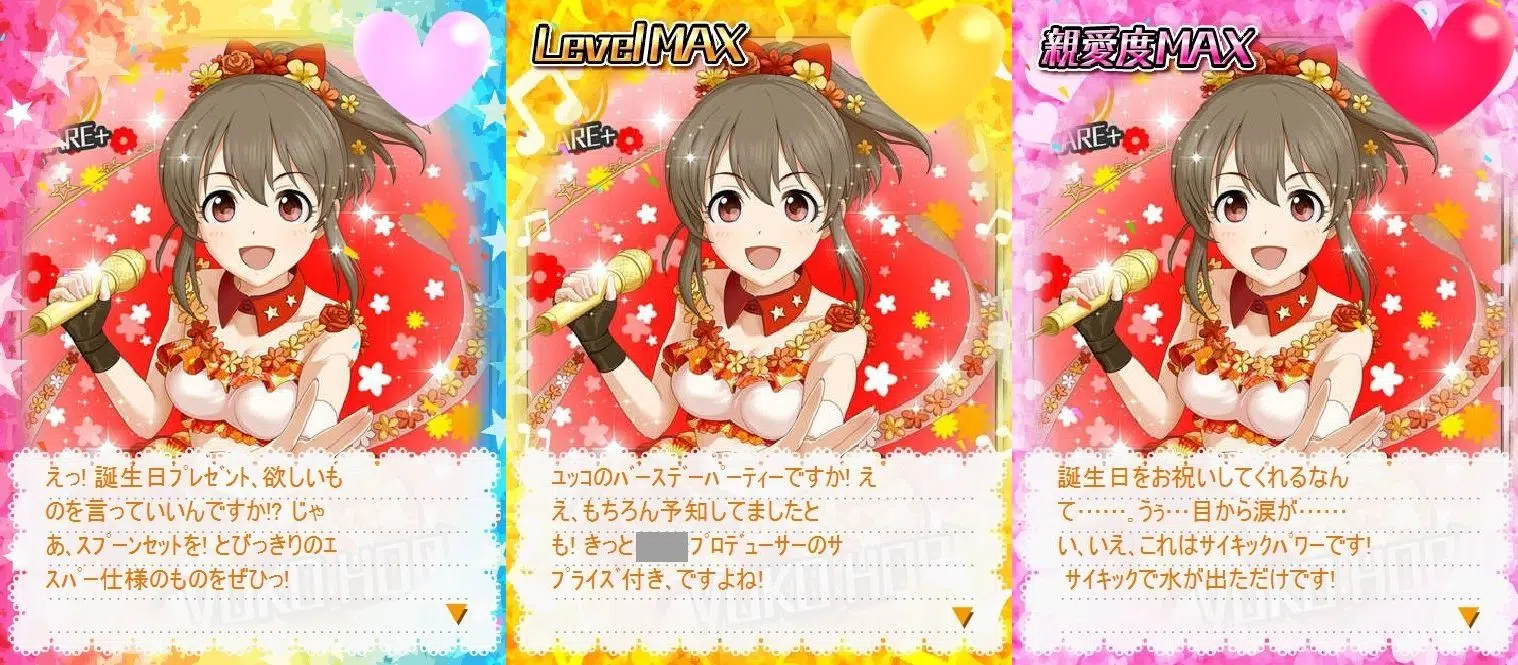 ARE+
えっ! 誕生日プレゼント、欲しいも
のを言っていいんですか!? じゃ
あ、スプーンセットを! とびっきりのエ
スパー仕様のものをぜひっ!
Level MAX
ARE+
ユッコのバースデーパーティーですか! え
え、もちろん予知してましたと
も! きっと プロデューサーのサ
プライズ付き、ですよね!
親愛度MAX
ARE+
誕生日をお祝いしてくれるなん
て……。うぅ…目から涙が……
い、いえ、これはサイキックパワーです!
サイキックで水が出ただけです!